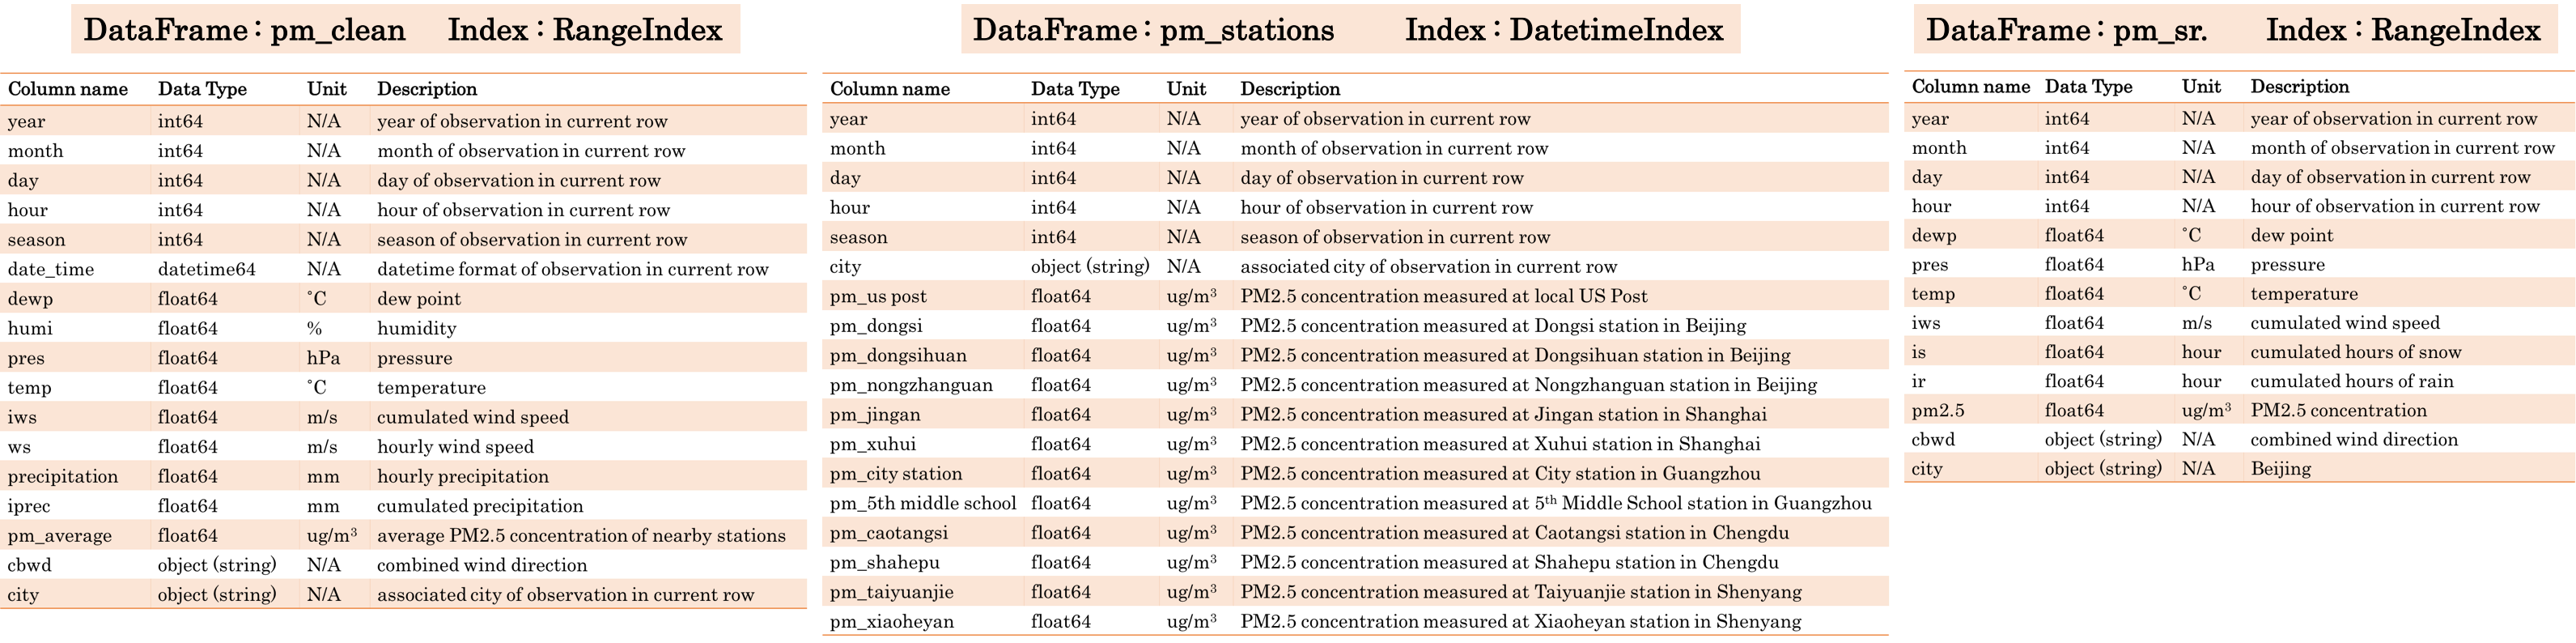 DataFrame : pm_clean Index : RangeIndex
Column name Data Type Unit Description
year int64 N/A year of observation in current row
month int64 N/A month of observation in current row
day int64 N/A day of observation in current row
hour int64 N/A hour of observation in current row
season int64 N/A season of observation in current row
date_time datetime64 N/A datetime format of observation in current row
dewp float64 °C dew point
humi float64 % humidity
pres float64 hPa pressure
temp float64 °C temperature
iws float64 m/s cumulated wind speed
ws float64 m/s hourly wind speed
precipitation float64 mm hourly precipitation
iprec float64 mm cumulated precipitation
pm_average float64 ug/m³ average PM2.5 concentration of nearby stations
cbwd object (string) N/A combined wind direction
city object (string) N/A associated city of observation in current row
DataFrame : pm_stations Index : DatetimeIndex
Column name Data Type Unit Description
year int64 N/A year of observation in current row
month int64 N/A month of observation in current row
day int64 N/A day of observation in current row
hour int64 N/A hour of observation in current row
season int64 N/A season of observation in current row
city object (string) N/A associated city of observation in current row
pm_us post float64 ug/m³ PM2.5 concentration measured at local US Post
pm_dongsi float64 ug/m³ PM2.5 concentration measured at Dongsi station in Beijing
pm_dongsihuan float64 ug/m³ PM2.5 concentration measured at Dongsihuan station in Beijing
pm_nongzhanguan float64 ug/m³ PM2.5 concentration measured at Nongzhanguan station in Beijing
pm_jingan float64 ug/m³ PM2.5 concentration measured at Jingan station in Shanghai
pm_xuhui float64 ug/m³ PM2.5 concentration measured at Xuhui station in Shanghai
pm_city station float64 ug/m³ PM2.5 concentration measured at City station in Guangzhou
pm_5th middle school float64 ug/m³ PM2.5 concentration measured at 5th Middle School station in Guangzhou
pm_caotangsi float64 ug/m³ PM2.5 concentration measured at Caotangsi station in Chengdu
pm_shahepu float64 ug/m³ PM2.5 concentration measured at Shahepu station in Chengdu
pm_taiyuanjie float64 ug/m³ PM2.5 concentration measured at Taiyuanjie station in Shenyang
pm_xiaoheyan float64 ug/m³ PM2.5 concentration measured at Xiaoheyan station in Shenyang
DataFrame : pm_sr. Index : RangeIndex
Column name Data Type Unit Description
year int64 N/A year of observation in current row
month int64 N/A month of observation in current row
day int64 N/A day of observation in current row
hour int64 N/A hour of observation in current row
dewp float64 °C dew point
pres float64 hPa pressure
temp float64 °C temperature
iws float64 m/s cumulated wind speed
is float64 hour cumulated hours of snow
ir float64 hour cumulated hours of rain
pm2.5 float64 ug/m³ PM2.5 concentration
cbwd object (string) N/A combined wind direction
city object (string) N/A Beijing